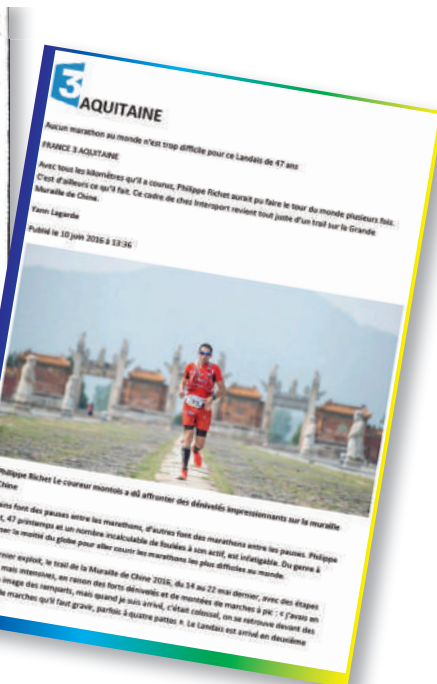 3
AQUITAINE
Aucun marathon au monde n'est trop difficile pour ce Landais de 47 ans
FRANCE 3 AQUITAINE
Avec tous les kilomètres qu'il a courus, Philippe Richet aurait pu faire le tour du monde plusieurs fois.
C'est d'ailleurs ce qu'il fait. Ce cadre de chez Intersport revient tout juste d'un trail sur la Grande
Muraille de Chine.
Yann Lagarde
Publié le 10 juin 2016 à 13:36
Philippe Richet Le coureur montois a dû affronter des dénivelés impressionnants sur la muraille
Chine
ins font des pauses entre les marathons, d'autres font des marathons entre les pauses. Philippe
t, 47 printemps et un nombre incalculable de foulées à son actif, est infatigable. Du genre à
ner la moitié du globe pour aller courir les marathons les plus difficiles au monde.
nier exploit, le trail de la Muraille de Chine 2016, du 14 au 22 mai dernier, avec des étapes
mais intensives, en raison des forts dénivelés et de montées de marches à pic : « j'avais en
image des remparts, mais quand je suis arrivé, c'était colossal, on se retrouve devant des
de marches qu'il faut gravir, parfois à quatre pattes ». Le Landais est arrivé en deuxième